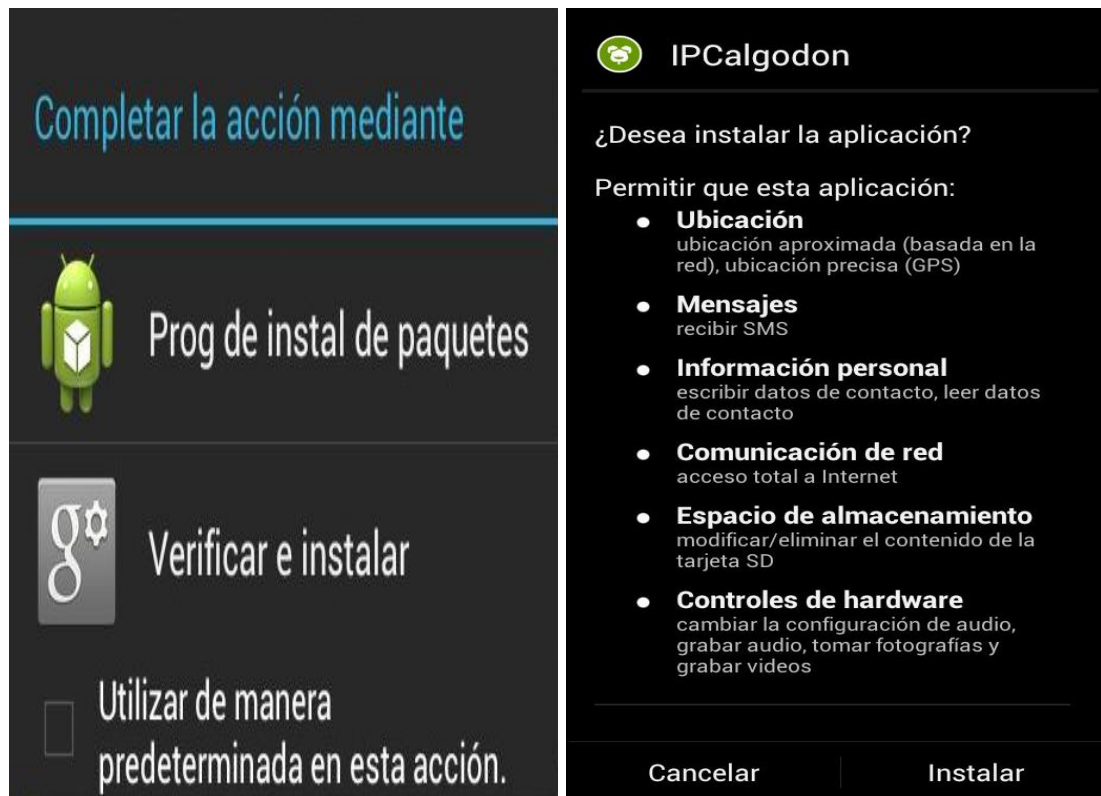 Completar la acción mediante
Prog de instal de paquetes
Verificar e instalar
Utilizar de manera
predeterminada en esta acción.
IPCalgodon
¿Desea instalar la aplicación?
Permitir que esta aplicación:
Ubicación
ubicación aproximada (basada en la
red), ubicación precisa (GPS)
Mensajes
recibir SMS
Información personal
escribir datos de contacto, leer datos
de contacto
Comunicación de red
acceso total a Internet
Espacio de almacenamiento
modificar/eliminar el contenido de la
tarjeta SD
Controles de hardware
cambiar la configuración de audio,
grabar audio, tomar fotografías y
grabar videos
Cancelar
Instalar